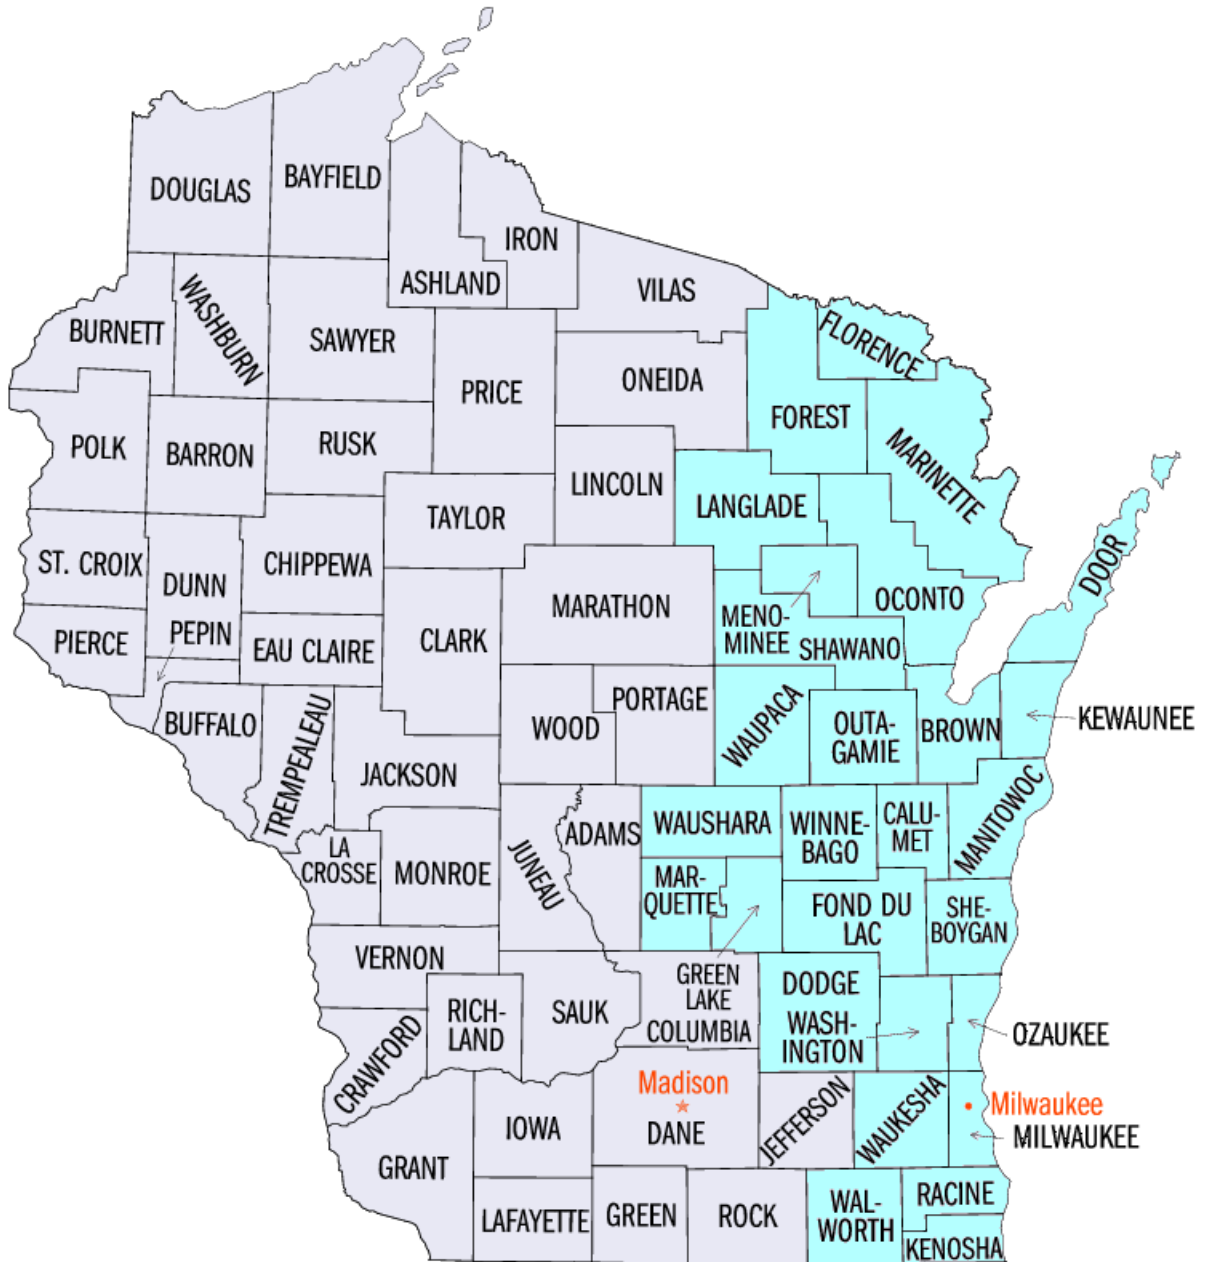 DOUGLAS
BAYFIELD
IRON
ASHLAND
VILAS
BURNETT
WASHBURN
SAWYER
FLORENCE
PRICE
ONEIDA
FOREST
POLK
BARRON
RUSK
MARINETTE
LINCOLN
LANGLADE
TAYLOR
ST. CROIX
DUNN
CHIPPEWA
DOOR
MARATHON
OCONTO
MENO-
MINEE
PIERCE
PEPIN
EAU CLAIRE
CLARK
SHAWANO
BUFFALO
TREMPEALEAU
WOOD
PORTAGE
WAUPACA
OUTA-
GAMIE
BROWN
KEWAUNEE
JACKSON
JUNEAU
ADAMS
WAUSHARA
WINNE-
BAGO
CALU-
MET
MANITOWOC
LA
CROSSE
MONROE
MAR-
QUETTE
FOND DU
LAC
SHE-
BOYGAN
VERNON
GREEN
LAKE
DODGE
RICH-
LAND
SAUK
COLUMBIA
WASH-
INGTON
OZAUKEE
CRAWFORD
Madison
DANE
JEFFERSON
WAUKESHA
Milwaukee
MILWAUKEE
IOWA
GRANT
LAFAYETTE
GREEN
ROCK
WAL-
WORTH
RACINE
KENOSHA